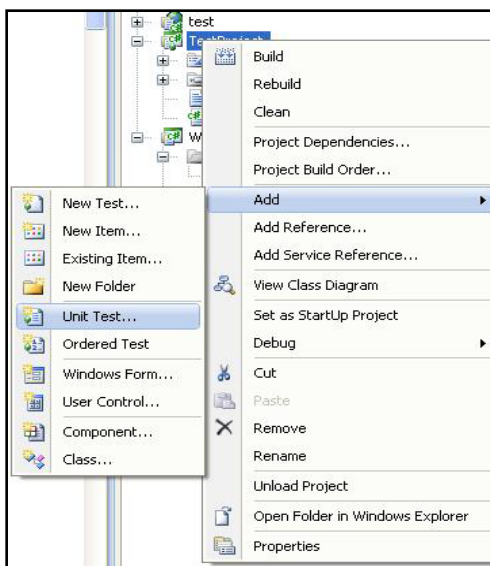 test
TestProject
Build
Rebuild
Clean
Project Dependencies...
Project Build Order...
Add
Add Reference...
Add Service Reference...
View Class Diagram
Set as StartUp Project
Debug
Cut
Paste
Remove
Rename
Unload Project
Open Folder in Windows Explorer
Properties
New Test...
New Item...
Existing Item...
New Folder
Unit Test...
Ordered Test
Windows Form...
User Control...
Component...
Class...